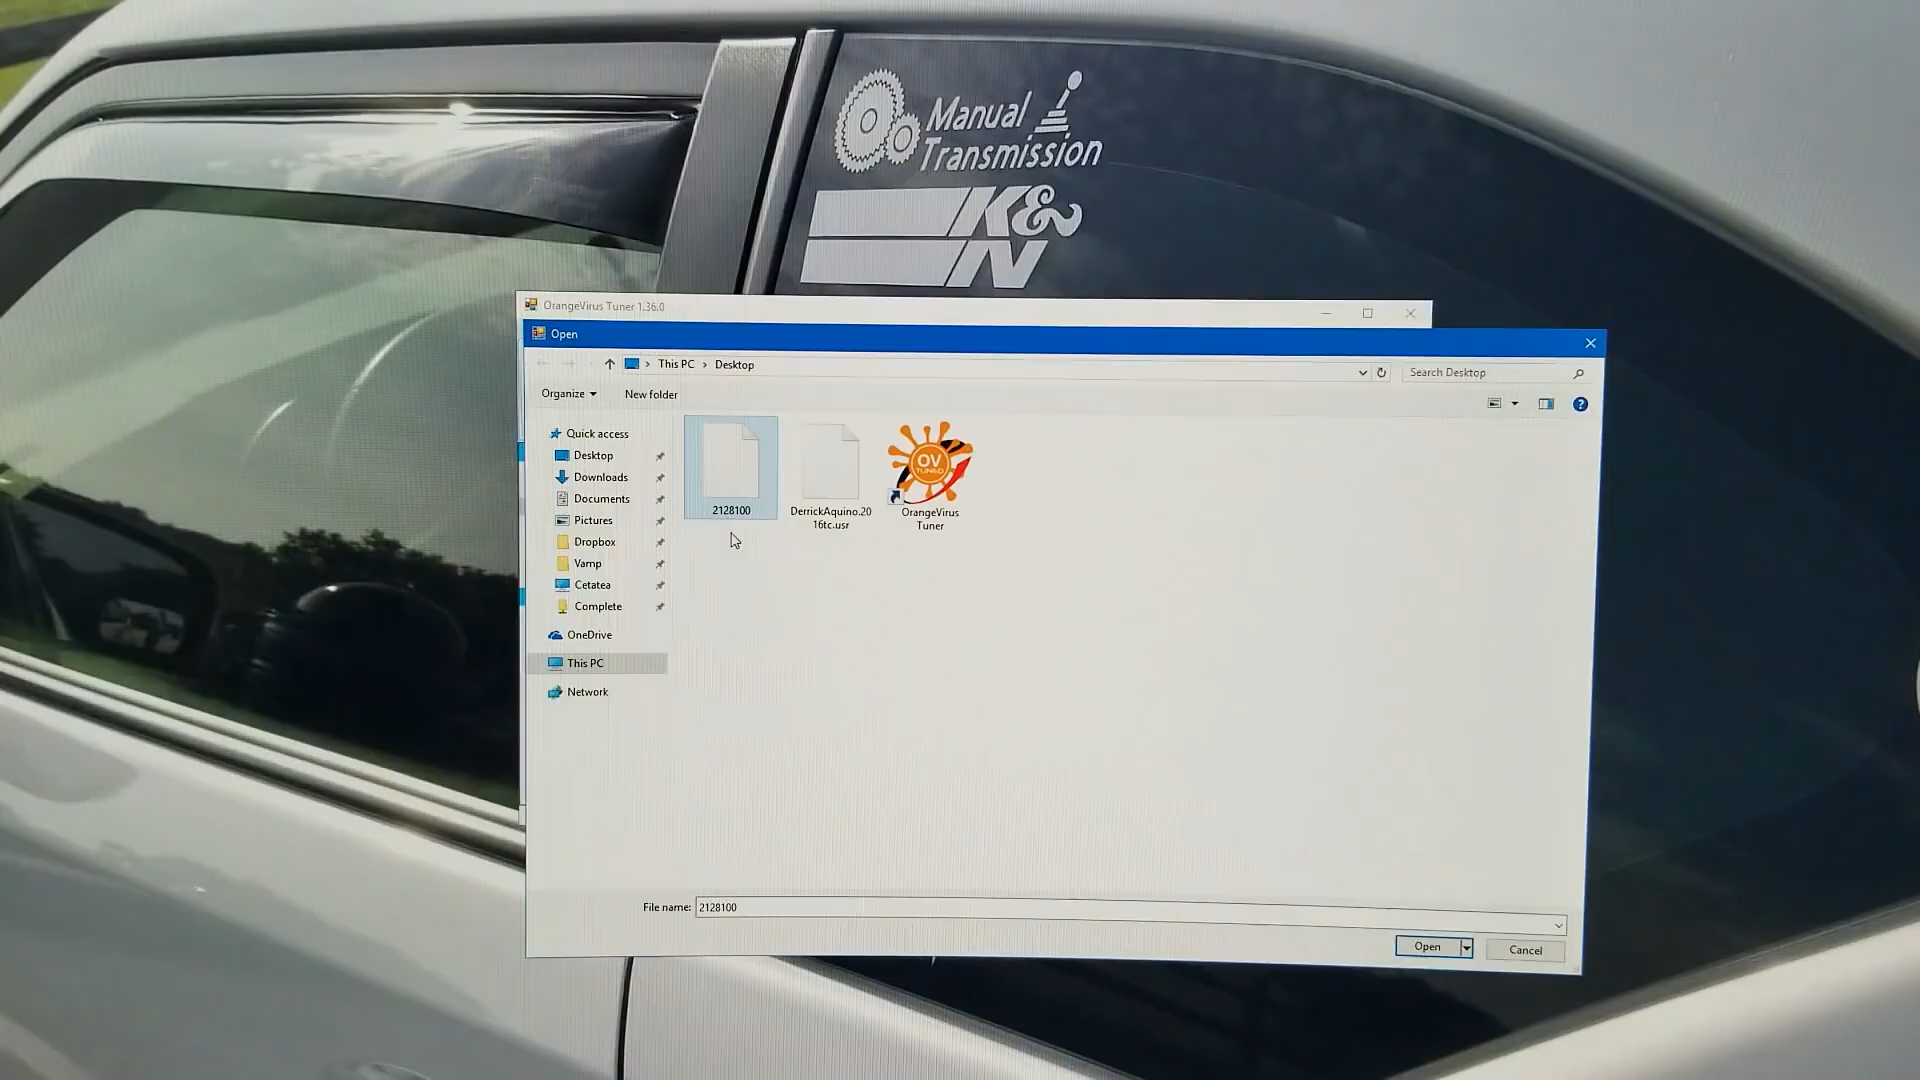 Manual
Transmission
K&N
OrangeVirus Tuner 1.36.0
Open
This PC > Desktop
Search Desktop
Organize
New folder
Quick access
Desktop
Downloads
Documents
Pictures
Dropbox
Vamp
Cetatea
Complete
OneDrive
This PC
Network
2128100
DerrickAquino.20
16tc.usr
OV
TUNED
OrangeVirus
Tuner
File name: 2128100
Open
Cancel